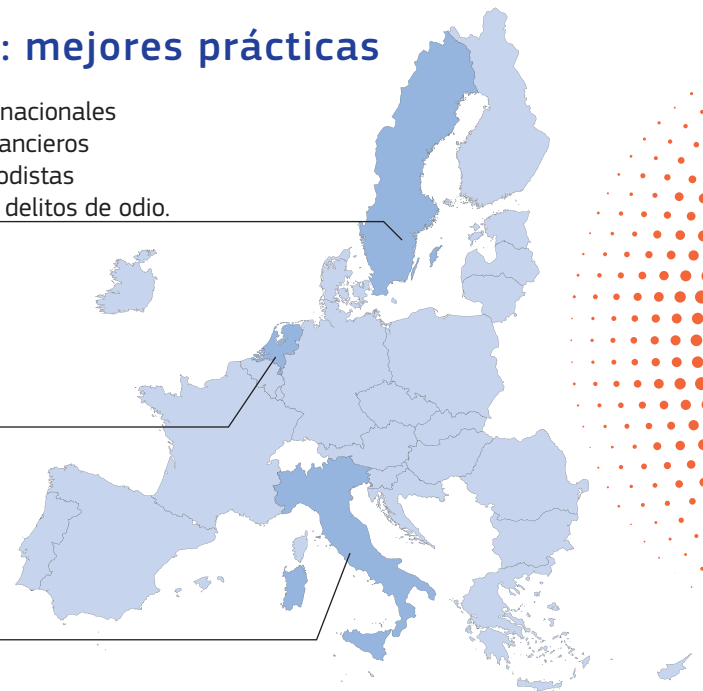 : mejores prácticas
nacionales
ancieros
odistas
delitos de odio.